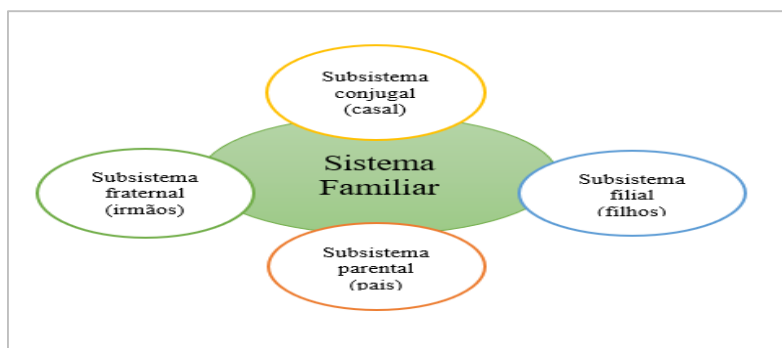 Subsistema
conjugal
(casal)
Sistema
Familiar
Subsistema
fraternal
(irmãos)
Subsistema
filial
(filhos)
Subsistema
parental
(pais)